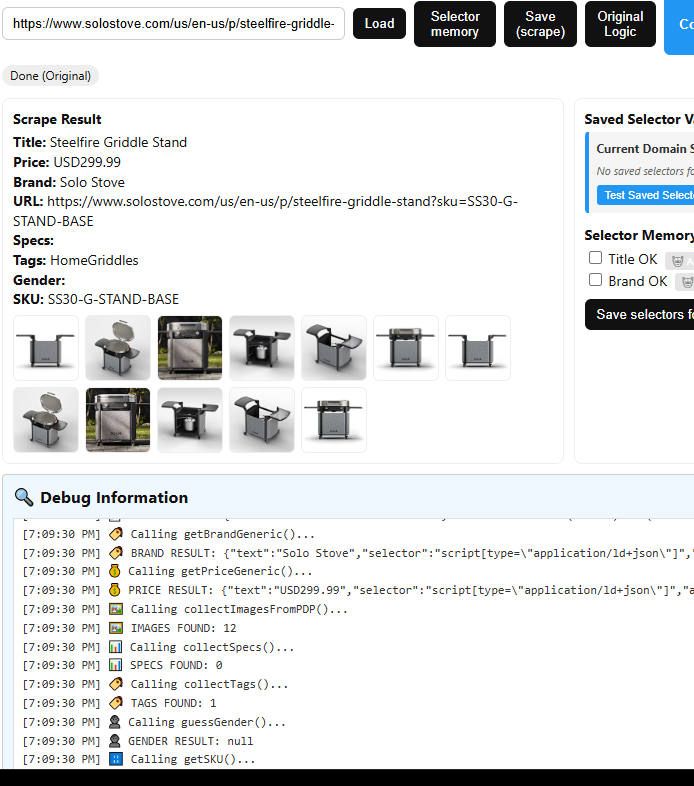 https://www.solostove.com/us/en-us/p/steelfire-griddle-
Load
Selector
memory
Save
(scrape)
Original
Logic
Done (Original)
Scrape Result
Title: Steelfire Griddle Stand
Price: USD299.99
Brand: Solo Stove
URL: https://www.solostove.com/us/en-us/p/steelfire-griddle-stand?sku=SS30-G-
STAND-BASE
Specs:
Tags: HomeGriddles
Gender:
SKU: SS30-G-STAND-BASE
Saved Selector V
Current Domain S
No saved selectors fo
Test Saved Select
Selector Memory
Title OK
Brand OK
Save selectors fo
Debug Information
[7:09:30 PM] Calling getBrandGeneric()...
[7:09:30 PM] BRAND RESULT: {"text":"Solo Stove","selector":"script[type=\"application/ld+json\"]","
[7:09:30 PM] Calling getPriceGeneric()...
[7:09:30 PM] PRICE RESULT: {"text":"USD299.99","selector":"script[type=\"application/ld+json\"]","a
[7:09:30 PM] Calling collectImagesFromPDP()...
[7:09:30 PM] IMAGES FOUND: 12
[7:09:30 PM] Calling collectSpecs()...
[7:09:30 PM] SPECS FOUND: 0
[7:09:30 PM] Calling collectTags()...
[7:09:30 PM] TAGS FOUND: 1
[7:09:30 PM] Calling guessGender()...
[7:09:30 PM] GENDER RESULT: null
[7:09:30 PM] Calling getSKU()...